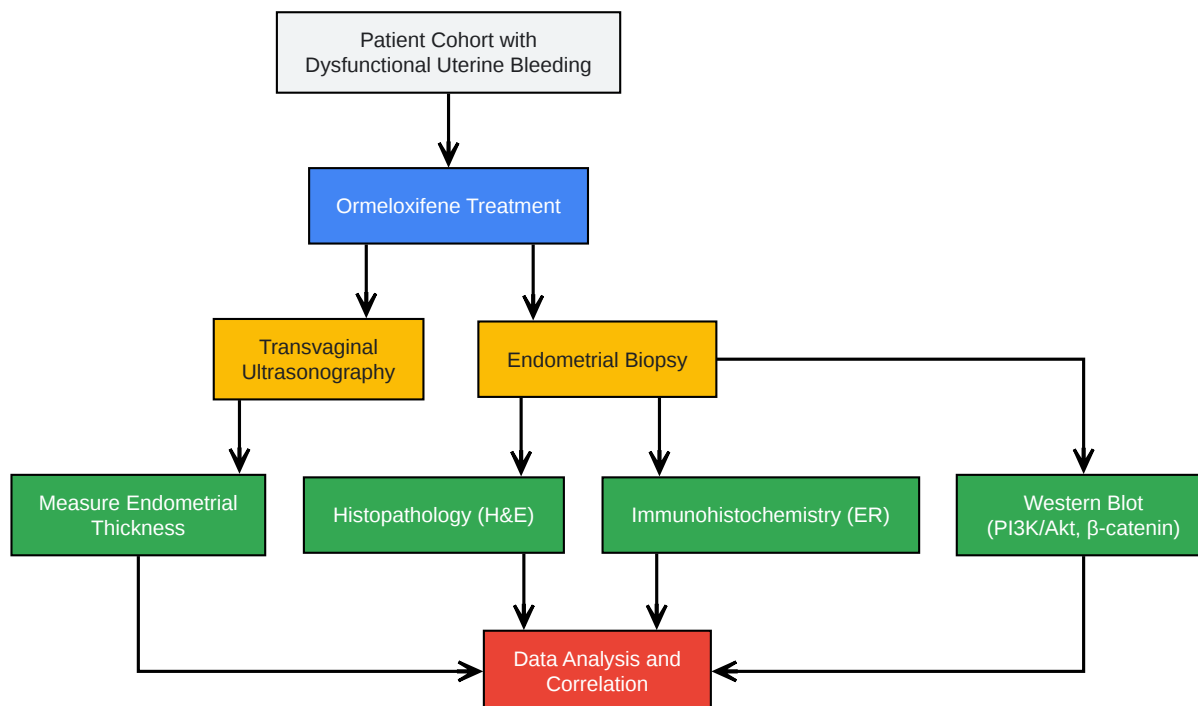 Patient Cohort with
Dysfunctional Uterine Bleeding
Ormeloxifene Treatment
Transvaginal
Ultrasonography
Endometrial Biopsy
Measure Endometrial
Thickness
Histopathology (H&E)
Immunohistochemistry (ER)
Western Blot
(PI3K/Akt, β-catenin)
Data Analysis and
Correlation